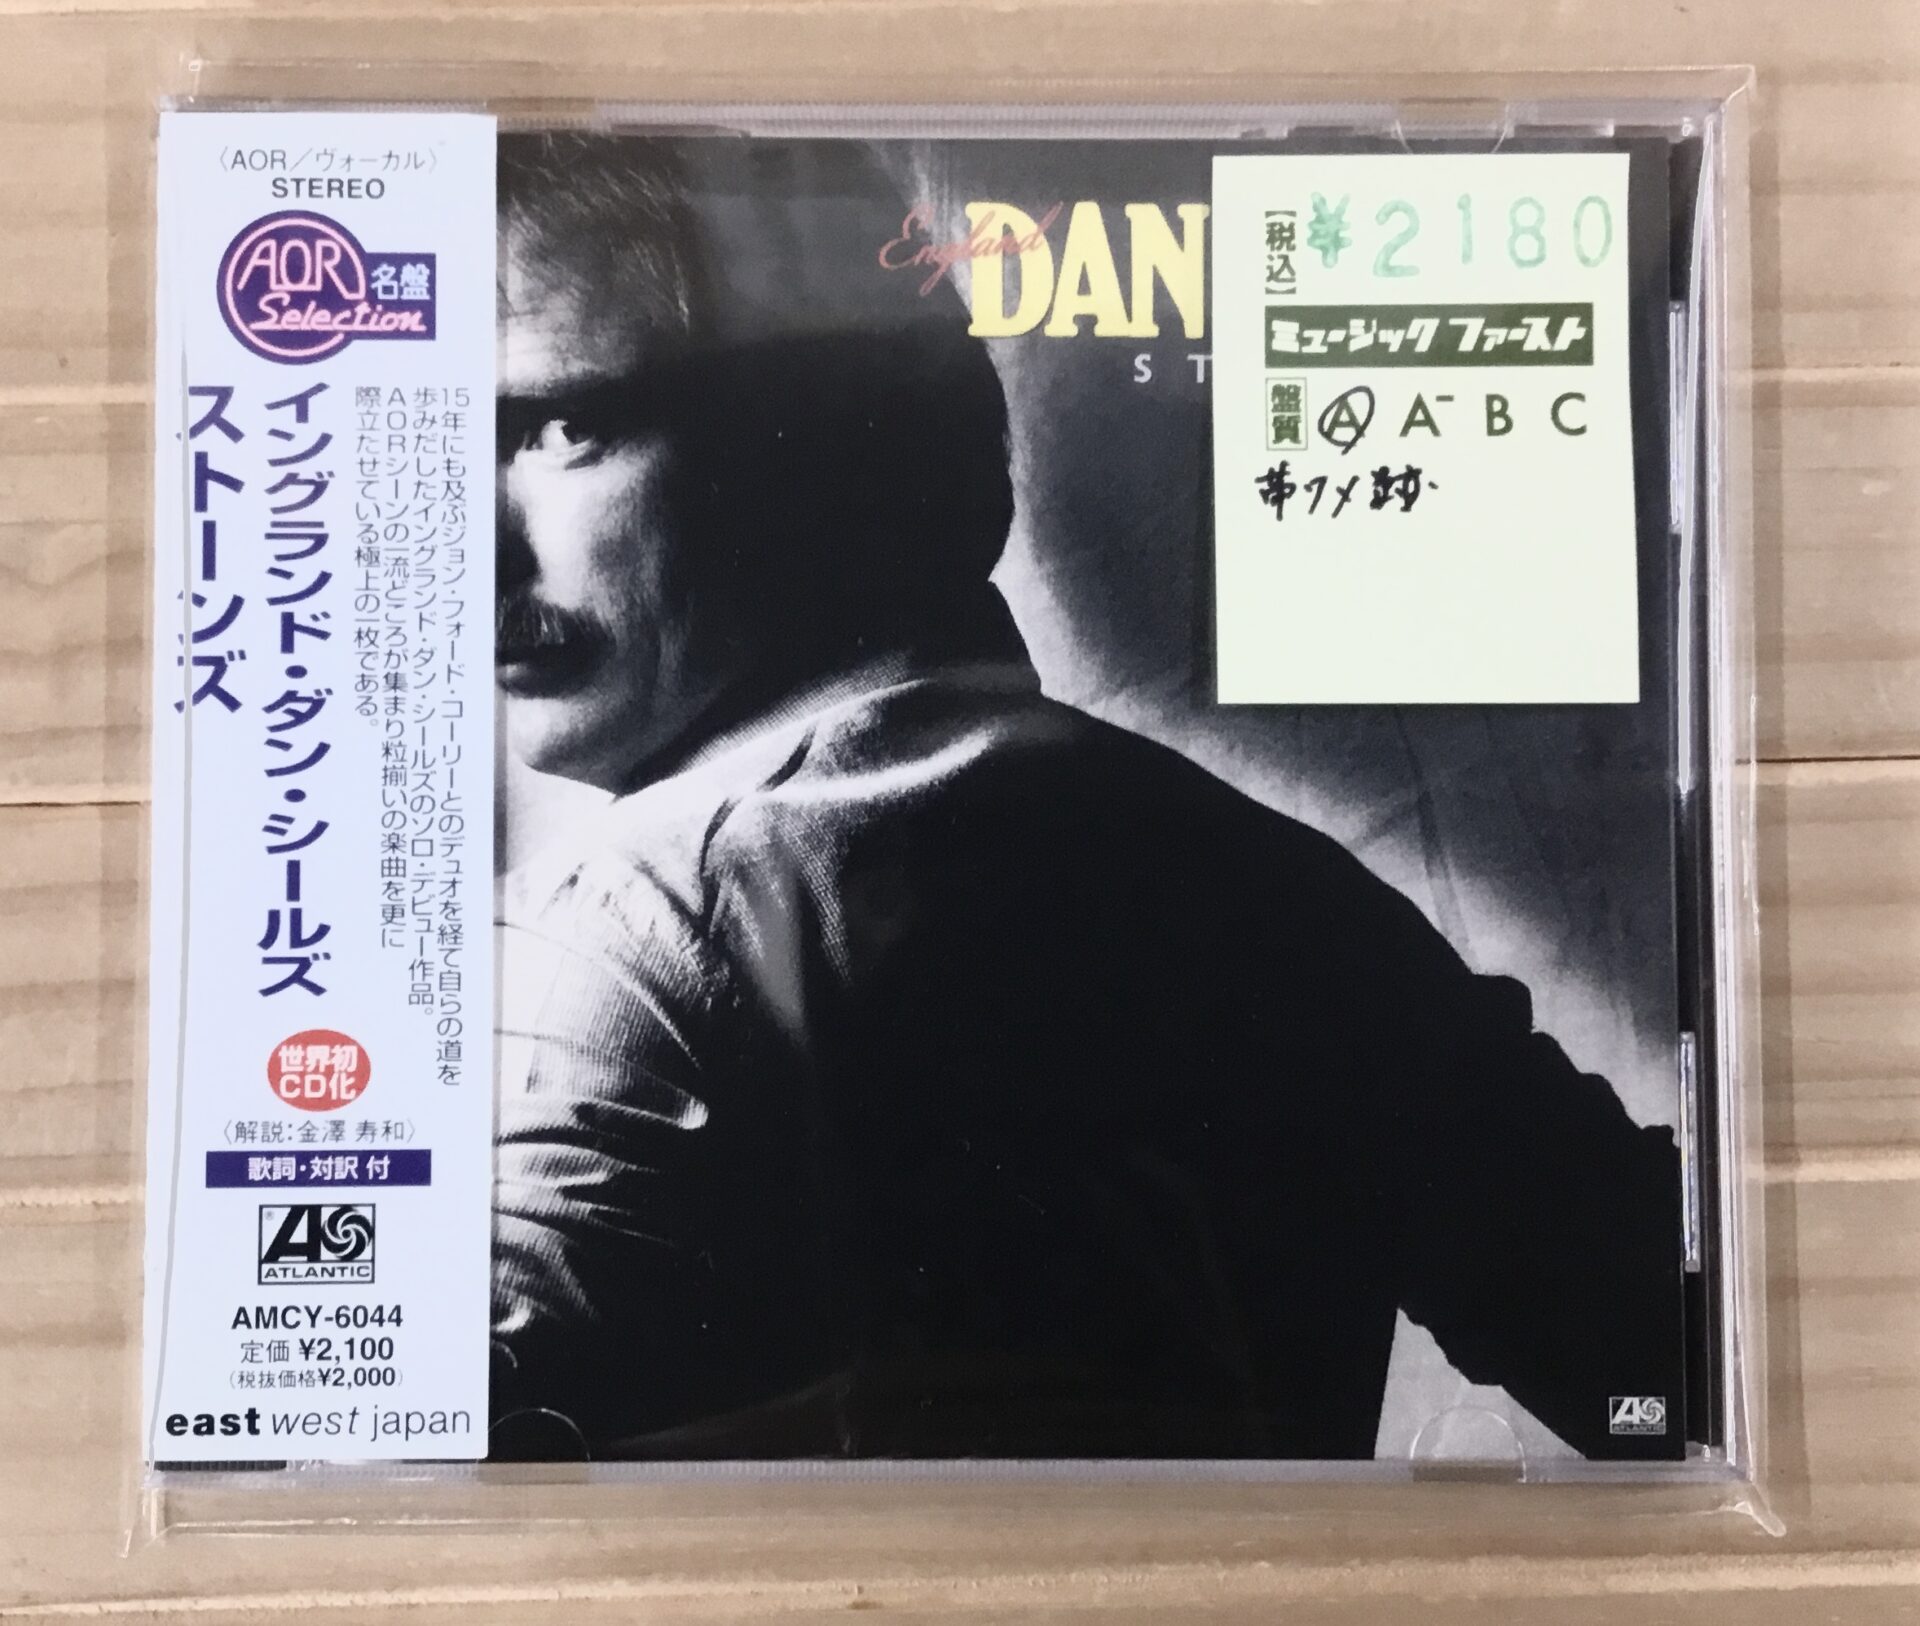 〈AOR／ヴォーカル〉
STEREO
AOR
名盤
Selection
15年にも及ぶジョン・フォード・コーリーとのデュオを経て自らの道を
歩みだしたイングランド・ダン・シールズのソロ・デビュー作品。
AORシーンの一流どころが集まり粒揃いの楽曲を更に
際立たせている極上の一枚である。
イングランド・ダン・シールズ
ストーンズ
世界初
CD化
〈解説：金澤 寿和〉
歌詞・対訳 付
ATLANTIC
AMCY-6044
定価 ¥2,100
（税抜価格¥2,000）
east west japan
England
DAN
ST
【税込】 ¥2180
ミュージック ファースト
盤質 A A⁻ B C
帯ワメ跡.
ATLANTIC